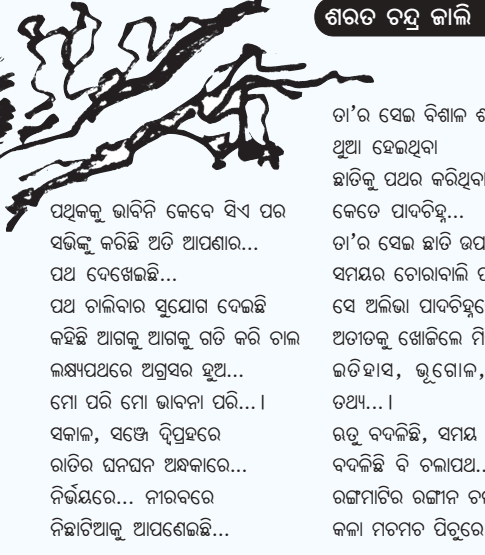 ଶରତ ଚନ୍ଦ୍ର ଜାଲି
ପଥିକକୁ ଭାବିନି କେବେ ସିଏ ପର
ସଭିଙ୍କୁ କରିଛି ଅତି ଆପଣାର...
ପଥ ଦେଖେଇଛି...
ପଥ ଚାଲିବାର ସୁଯୋଗ ଦେଇଛି
କହିଛି ଆଗକୁ ଆଗକୁ ଗତି କରି ଚାଲ
ଲକ୍ଷ୍ୟପଥରେ ଅଗ୍ରସର ହୁଅ...
ମୋ ପରି ମୋ ଭାବନା ପରି...।
ସକାଳ, ସଞ୍ଜେ ଦ୍ୱିପ୍ରହରେ
ରାତିର ଘନଘନ ଅନ୍ଧକାରେ...
ନିର୍ଭୟରେ... ନୀରବରେ
ନିଛାଟିଆକୁ ଆପଣେଇଛି...
ତା'ର ସେଇ ବିଶାଳ
ଥୁଆ ହେଇଥିବା
ଛାତିକୁ ପଥର କରିଥିବା
କେତେ ପାଦଚିହ୍ନ...
ତା'ର ସେଇ ଛାତି
ସମୟର ଚୋରାବାଲି
ସେ ଅଲିଭା
ଅତୀତକୁ ଖୋଜିଲେ
ଇତିହାସ, ଭୂଗୋଳ,
ତଥ୍ୟ...।
ଋତୁ ବଦଳିଛି, ସମୟ
ବଦଳିଛି ବି ଚଲାପଥ..
ରଙ୍ଗମାଟିର ରଙ୍ଗୀନ
କଳା ମଚମଚ ପିଚୁରେ